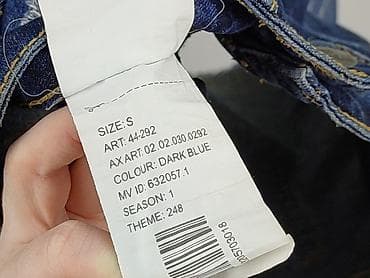 SIZE: S
ART: 44-292
AX ART: 02.02.030.0292
COLOUR: DARK BLUE
MV ID: 632057.1
SEASON: 1
THEME: 248